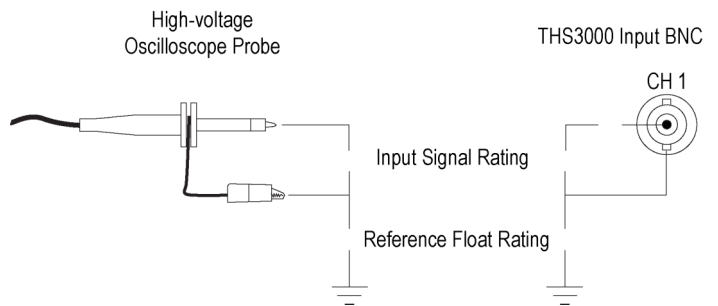 High-voltage
Oscilloscope Probe
THS3000 Input BNC
CH 1
Input Signal Rating
Reference Float Rating